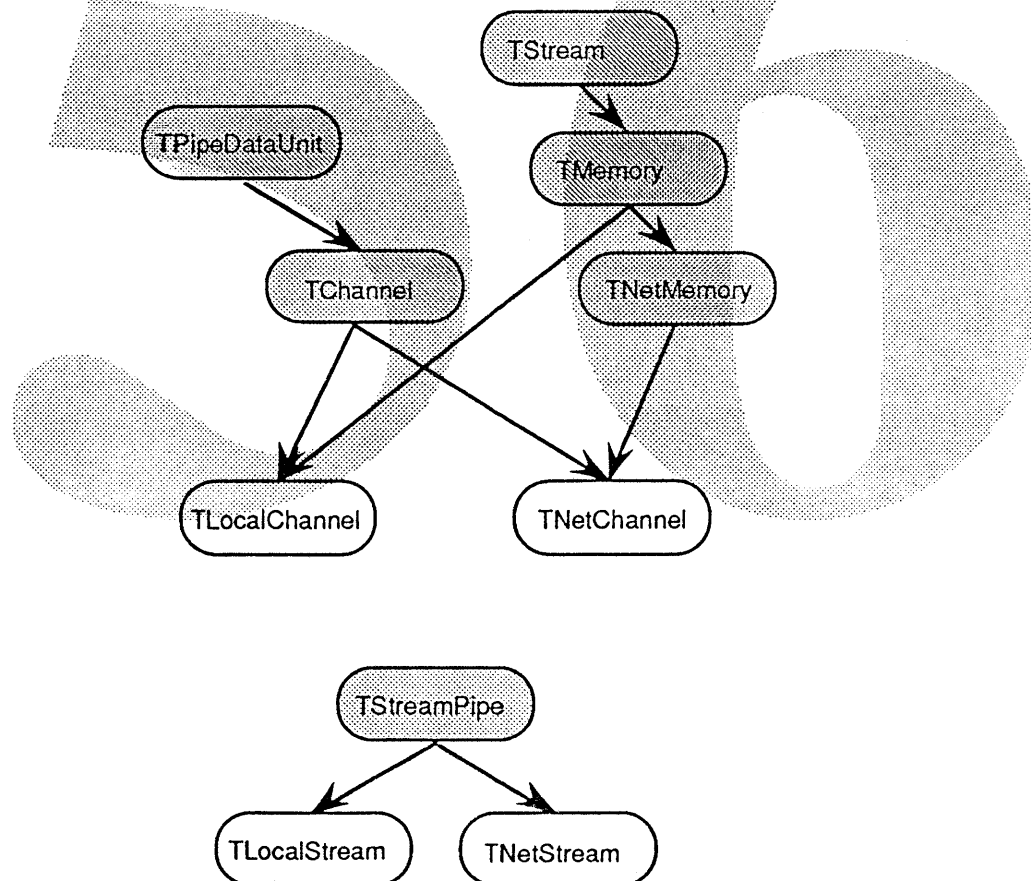 TStream
TPipeDataUnit
TMemory
TChannel
TNetMemory
TLocalChannel
TNetChannel
TStreamPipe
TLocalStream
TNetStream